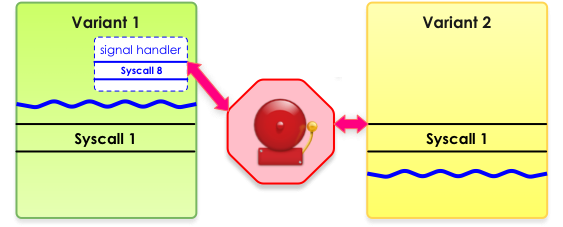 Variant 1
signal handler
Syscall 8
Syscall 1
Variant 2
Syscall 1